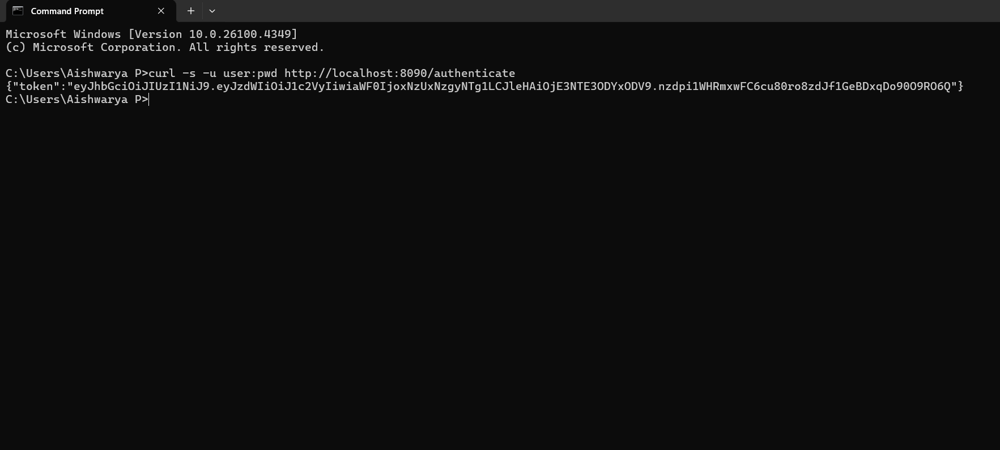 Command Prompt
Microsoft Windows [Version 10.0.26100.4349]
(c) Microsoft Corporation. All rights reserved.
C:\Users\Aishwarya P>curl -s -u user:pwd http://localhost:8090/authenticate
{"token":"eyJhbGciOiJIUzI1NiJ9.eyJzdWIiOiJ1c2VyIiwiaWF0IjoxNzUxNzgyNTg1LCJleHAiOjE3NTE3ODYxODV9.nzdpi1WHRmxwFC6cu80ro8zdJf1GeBDxqDo90O9RO6Q"}
C:\Users\Aishwarya P>